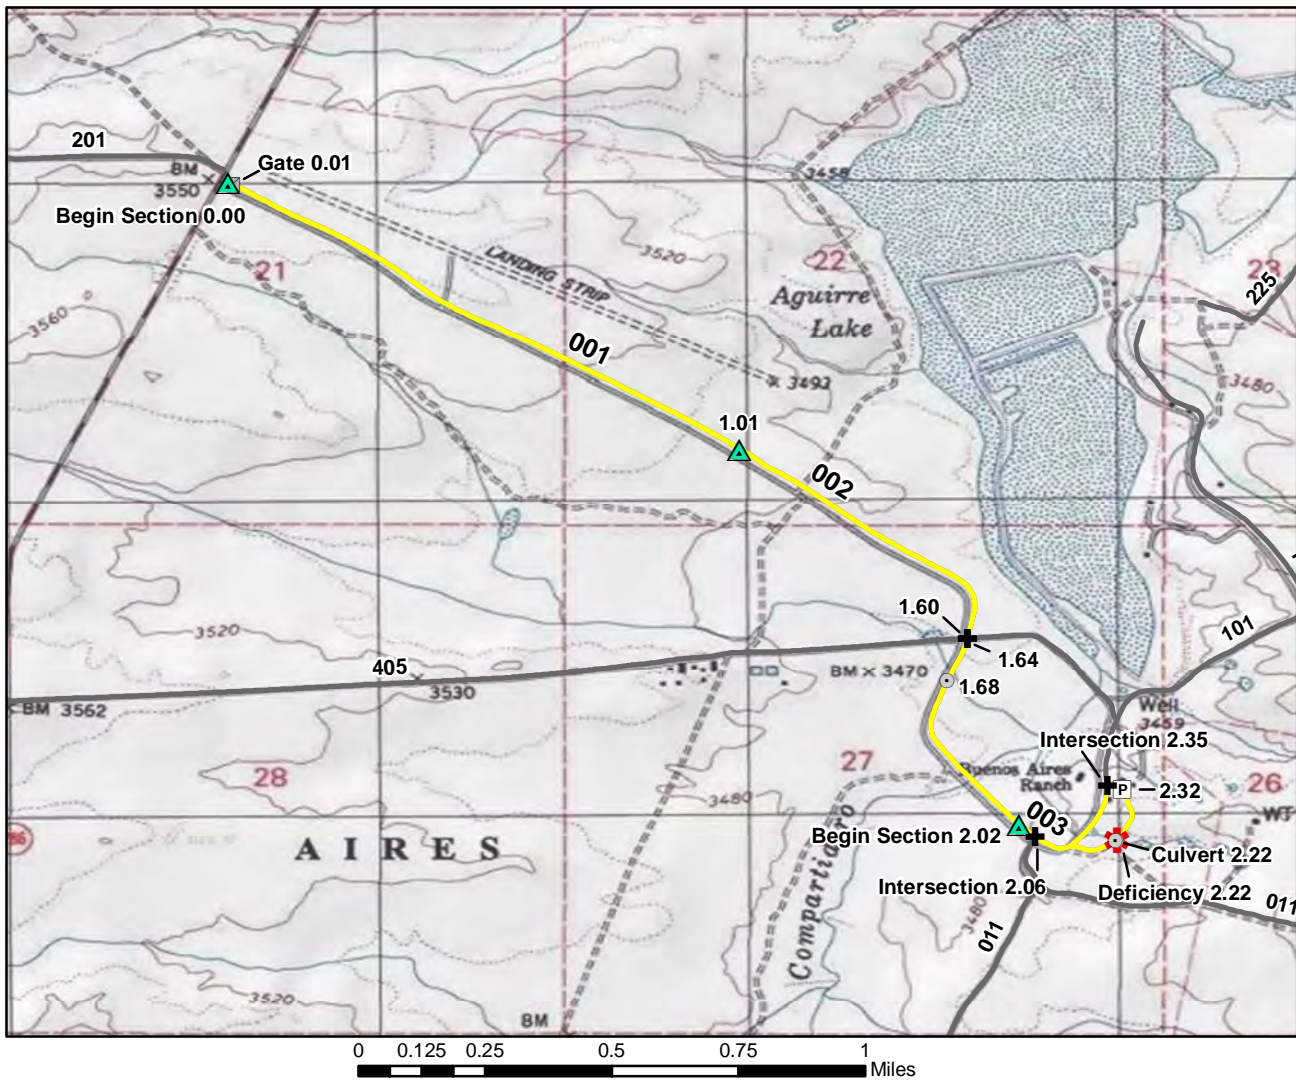 201
BM
3550
Gate 0.01
Begin Section 0.00
3458
21
22
23
225
3520
LANDING STRIP
Aguirre
Lake
3560
001
3493
3480
1.01
002
1.60
3520
101
405
1.64
BM 3470
3530
1.68
BM 3562
Well
3459
Intersection 2.35
27
28
Buenos Aires
Ranch
26
2.32
3480
003
WT
86
Begin Section 2.02
AIRES
Culvert 2.22
Intersection 2.06
Deficiency 2.22
011
3480
011
3520
BM
0 0.125 0.25 0.5 0.75 1
Miles
P